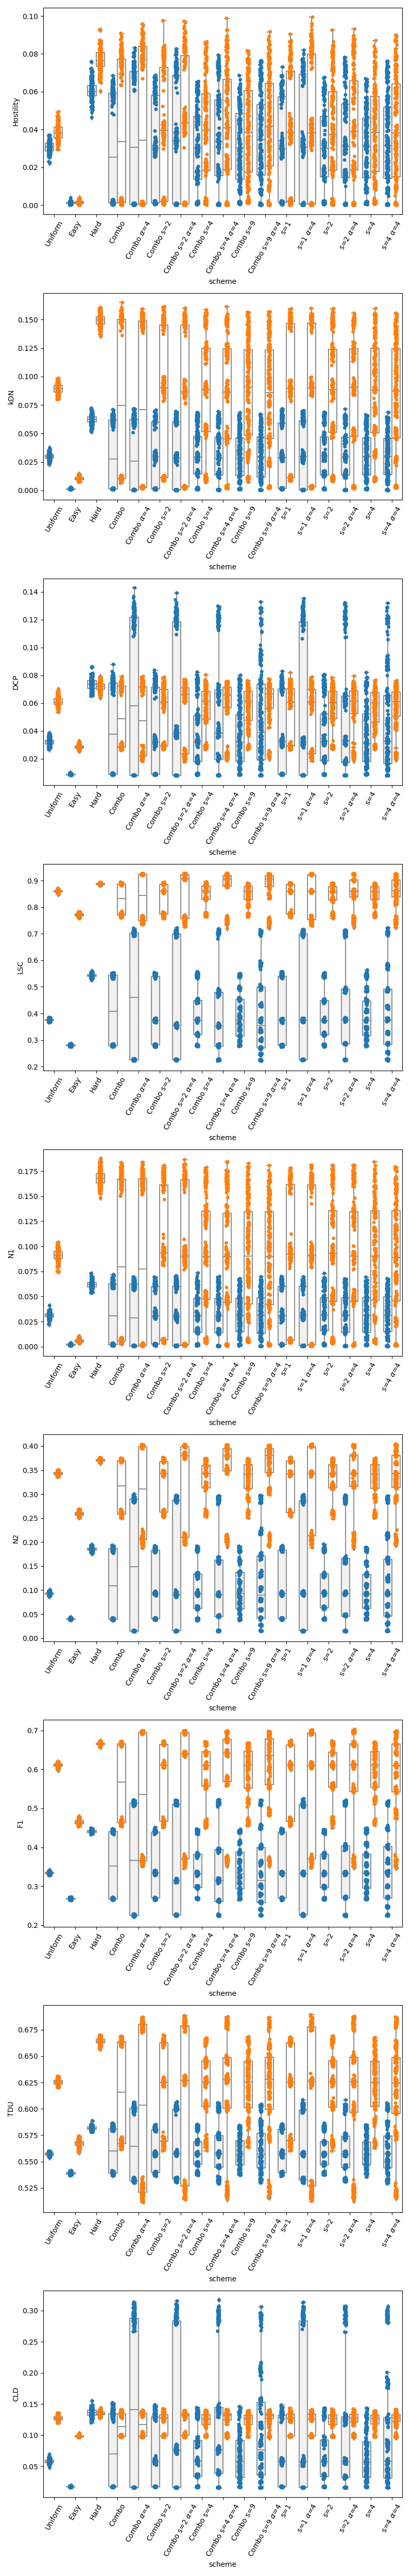 0.10
0.08
0.06
0.04
0.02
0.00
Hostility
Uniform
Easy
Hard
Combo
Combo α=4
Combo s=2
Combo s=2 α=4
Combo s=4
Combo s=4 α=4
Combo s=9
Combo s=9 α=4
s=1
s=1 α=4
s=2
s=2 α=4
s=4
s=4 α=4
scheme
0.150
0.125
0.100
0.075
0.050
0.025
0.000
kDN
Uniform
Easy
Hard
Combo
Combo α=4
Combo s=2
Combo s=2 α=4
Combo s=4
Combo s=4 α=4
Combo s=9
Combo s=9 α=4
s=1
s=1 α=4
s=2
s=2 α=4
s=4
s=4 α=4
scheme
0.14
0.12
0.10
0.08
0.06
0.04
0.02
DCP
Uniform
Easy
Hard
Combo
Combo α=4
Combo s=2
Combo s=2 α=4
Combo s=4
Combo s=4 α=4
Combo s=9
Combo s=9 α=4
s=1
s=1 α=4
s=2
s=2 α=4
s=4
s=4 α=4
scheme
0.9
0.8
0.7
0.6
0.5
0.4
0.3
0.2
LSC
Uniform
Easy
Hard
Combo
Combo α=4
Combo s=2
Combo s=2 α=4
Combo s=4
Combo s=4 α=4
Combo s=9
Combo s=9 α=4
s=1
s=1 α=4
s=2
s=2 α=4
s=4
s=4 α=4
scheme
0.175
0.150
0.125
0.100
0.075
0.050
0.025
0.000
N1
Uniform
Easy
Hard
Combo
Combo α=4
Combo s=2
Combo s=2 α=4
Combo s=4
Combo s=4 α=4
Combo s=9
Combo s=9 α=4
s=1
s=1 α=4
s=2
s=2 α=4
s=4
s=4 α=4
scheme
0.40
0.35
0.30
0.25
0.20
0.15
0.10
0.05
0.00
N2
Uniform
Easy
Hard
Combo
Combo α=4
Combo s=2
Combo s=2 α=4
Combo s=4
Combo s=4 α=4
Combo s=9
Combo s=9 α=4
s=1
s=1 α=4
s=2
s=2 α=4
s=4
s=4 α=4
scheme
0.7
0.6
0.5
0.4
0.3
0.2
F1
Uniform
Easy
Hard
Combo
Combo α=4
Combo s=2
Combo s=2 α=4
Combo s=4
Combo s=4 α=4
Combo s=9
Combo s=9 α=4
s=1
s=1 α=4
s=2
s=2 α=4
s=4
s=4 α=4
scheme
0.675
0.650
0.625
0.600
0.575
0.550
0.525
TDU
Uniform
Easy
Hard
Combo
Combo α=4
Combo s=2
Combo s=2 α=4
Combo s=4
Combo s=4 α=4
Combo s=9
Combo s=9 α=4
s=1
s=1 α=4
s=2
s=2 α=4
s=4
s=4 α=4
scheme
0.30
0.25
0.20
0.15
0.10
0.05
CLD
Uniform
Easy
Hard
Combo
Combo α=4
Combo s=2
Combo s=2 α=4
Combo s=4
Combo s=4 α=4
Combo s=9
Combo s=9 α=4
s=1
s=1 α=4
s=2
s=2 α=4
s=4
s=4 α=4
scheme